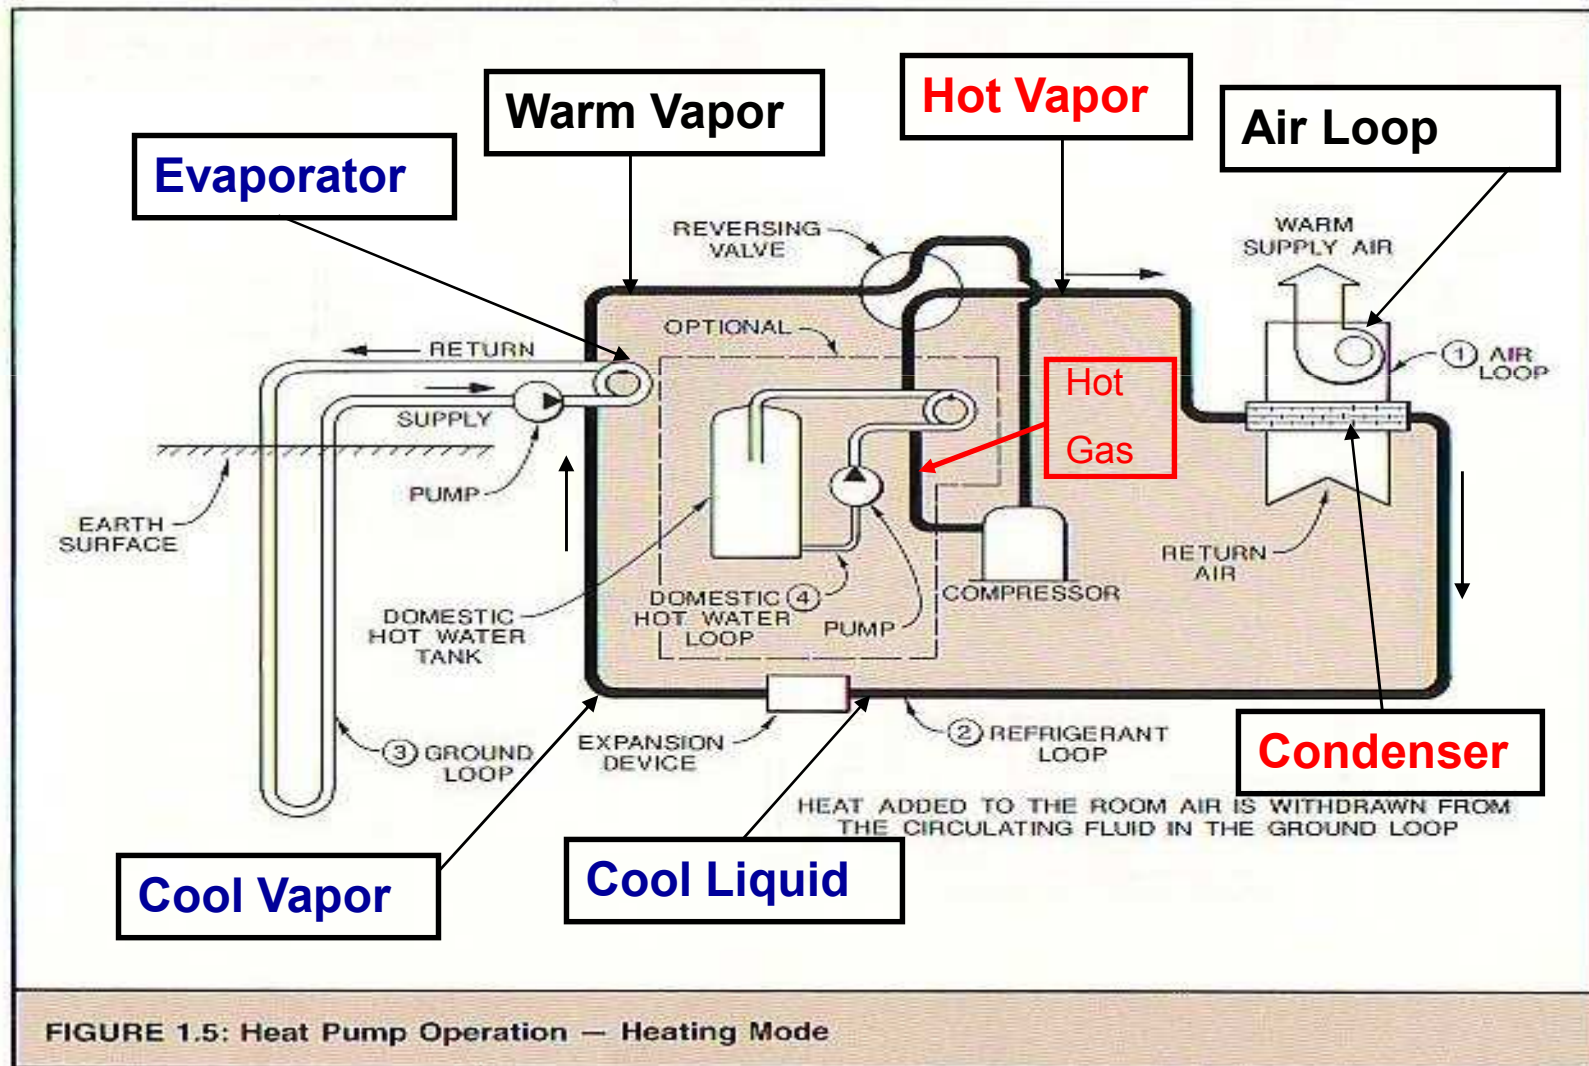 Warm Vapor
Hot Vapor
Air Loop
Evaporator
REVERSING
VALVE
WARM
SUPPLY AIR
OPTIONAL
RETURN
SUPPLY
PUMP
EARTH
SURFACE
Hot
Gas
1 AIR
LOOP
RETURN
AIR
COMPRESSOR
DOMESTIC 4
HOT WATER
LOOP
PUMP
DOMESTIC
HOT WATER
TANK
3 GROUND
LOOP
EXPANSION
DEVICE
2 REFRIGERANT
LOOP
Condenser
HEAT ADDED TO THE ROOM AIR IS WITHDRAWN FROM
THE CIRCULATING FLUID IN THE GROUND LOOP
Cool Vapor
Cool Liquid
FIGURE 1.5: Heat Pump Operation — Heating Mode